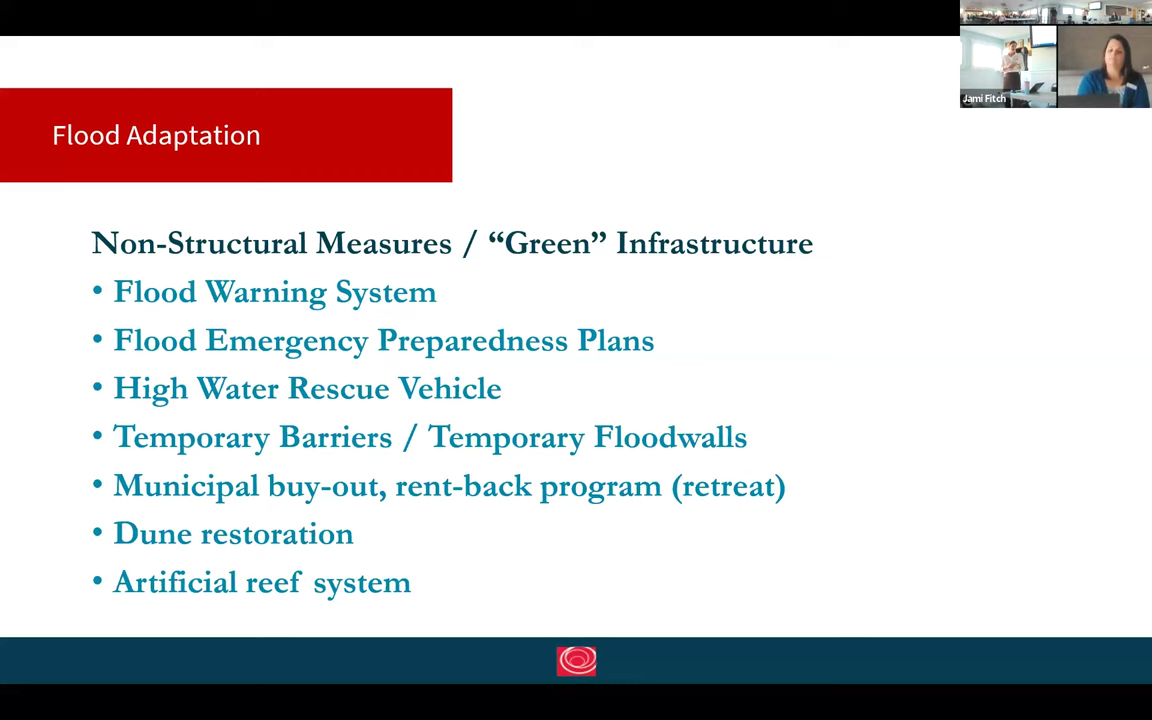 Jami Fitch
Flood Adaptation
Non-Structural Measures / “Green” Infrastructure
• Flood Warning System
• Flood Emergency Preparedness Plans
• High Water Rescue Vehicle
• Temporary Barriers / Temporary Floodwalls
• Municipal buy-out, rent-back program (retreat)
• Dune restoration
• Artificial reef system